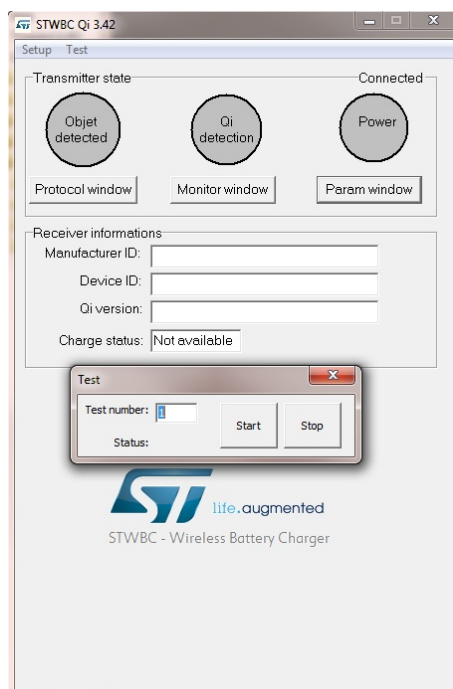 STWBC Qi 3.42
Setup Test
Transmitter state Connected
Objet detected
Qi detection
Power
Protocol window Monitor window Param window
Receiver informations
Manufacturer ID:
Device ID:
Qi version:
Charge status: Not available
Test
Test number: 1
Start Stop
Status:
ST life.augmented
STWBC - Wireless Battery Charger